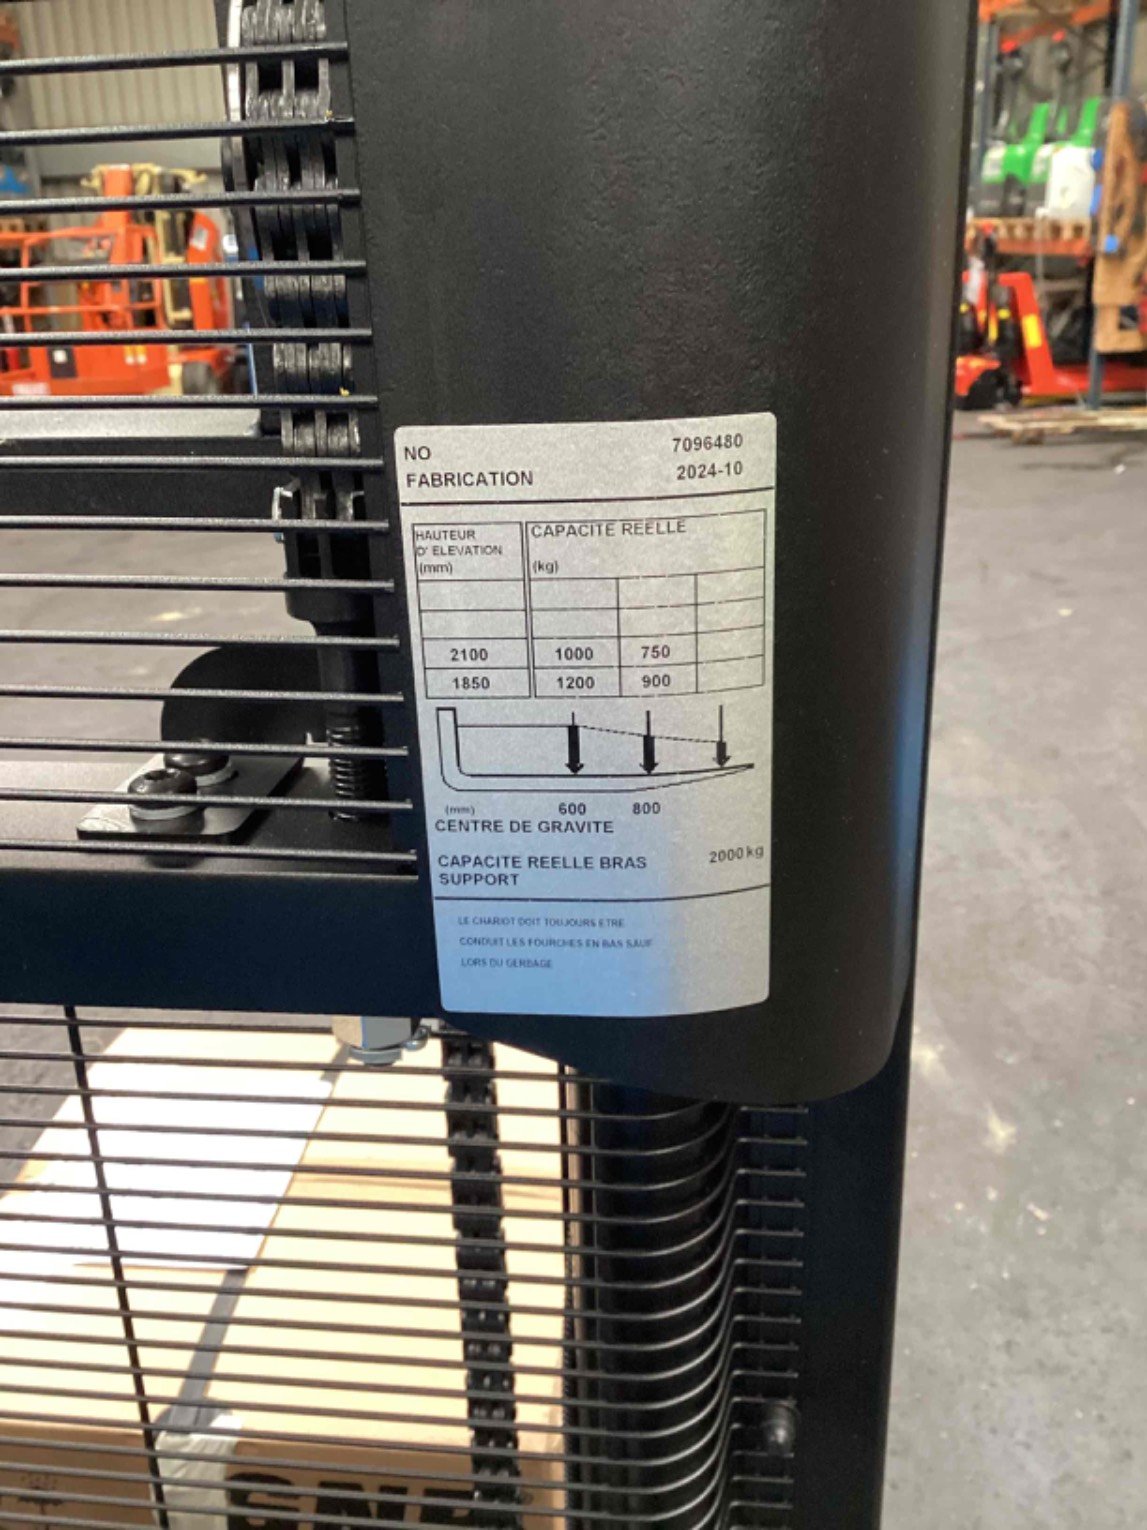 NO 7096480
FABRICATION 2024-10
HAUTEUR CAPACITE REELLE
D' ELEVATION
(mm) (kg)
2100 1000 750
1850 1200 900
(mm) 600 800
CENTRE DE GRAVITE
CAPACITE REELLE BRAS 2000kg
SUPPORT
LE CHARIOT DOIT TOUJOURS ETRE
CONDUIT LES FOURCHES EN BAS SAUF
LORS DU GERBAGE